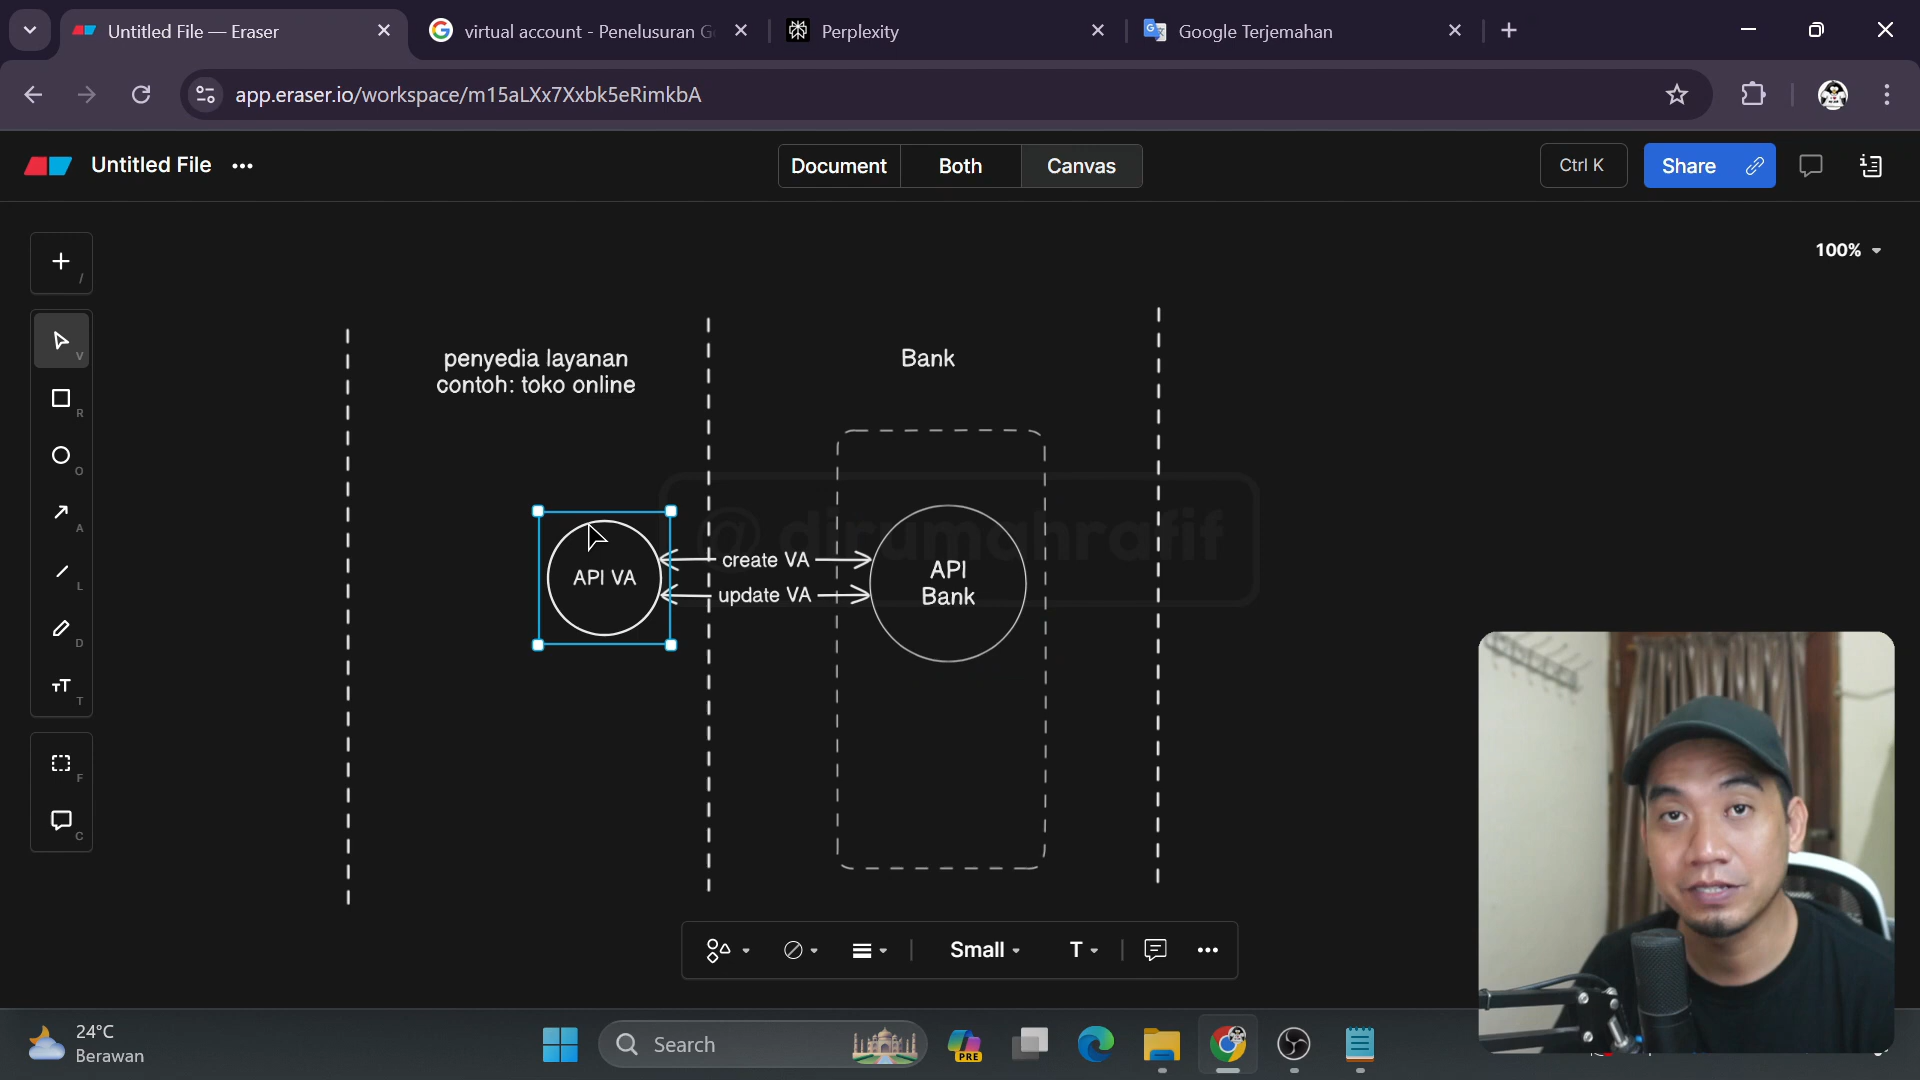 Untitled File — Eraser
virtual account - Penelusuran G
Perplexity
Google Terjemahan
app.eraser.io/workspace/m15aLXx7Xxbk5eRimkbA
Untitled File
Document
Both
Canvas
Ctrl K
Share
100%
/
V
R
O
A
L
D
T
F
C
penyedia layanan
contoh: toko online
Bank
@dirumahrafif
API VA
create VA
update VA
API
Bank
Small
T
24°C
Berawan
Search
PRE